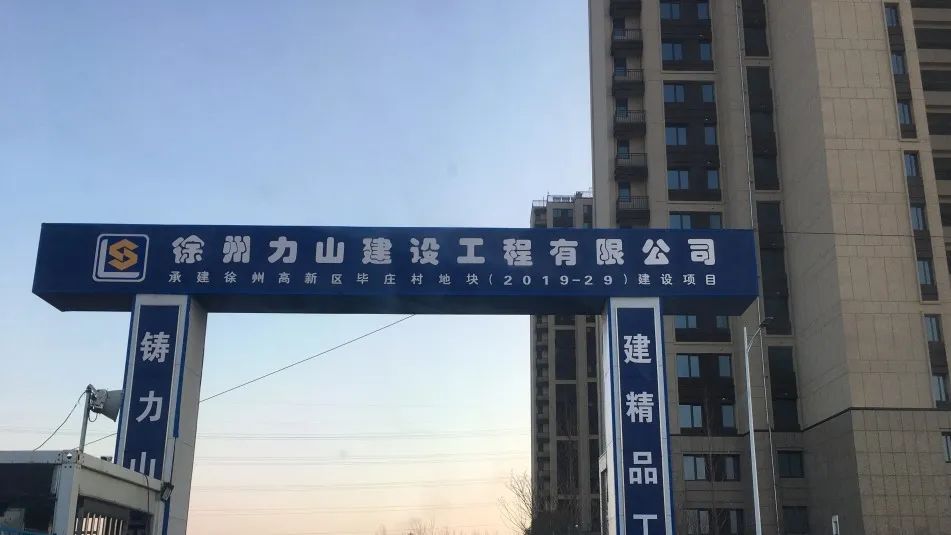 徐州力山建设工程有限公司
承建徐州高新区毕庄村地块(2019-29)建设项目
铸力山
建精品工